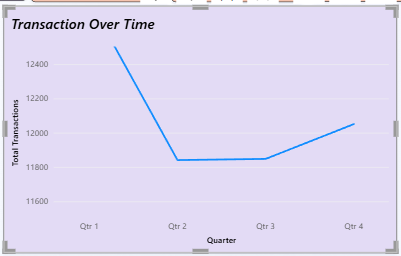 Transaction Over Time
12400
12200
12000
11800
11600
Total Transactions
Qtr 1 Qtr 2 Qtr 3 Qtr 4
Quarter